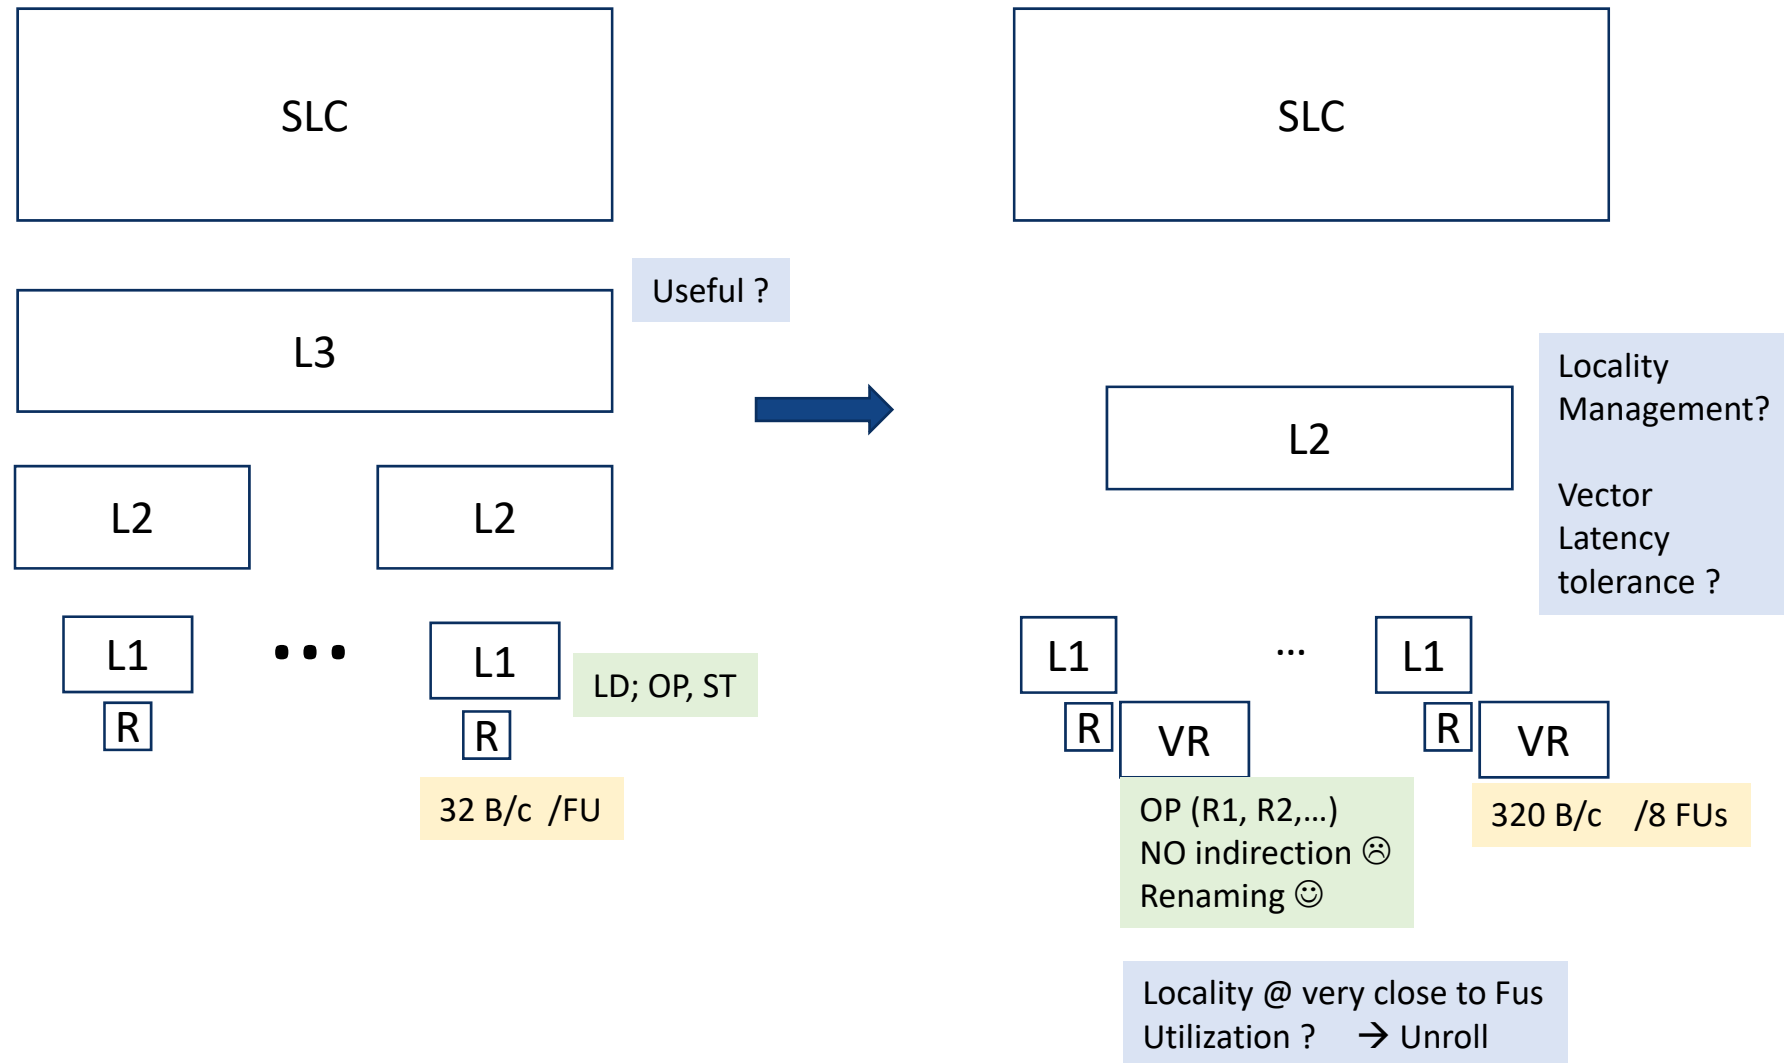 SLC
L3
Useful ?
L2
L2
L1
•••
L1
LD; OP, ST
R
R
32 B/c /FU
SLC
L2
Locality
Management?
Vector
Latency
tolerance ?
L1
...
L1
R
VR
R
VR
OP (R1, R2,...)
NO indirection ☹
Renaming ☺
320 B/c /8 FUs
Locality @ very close to Fus
Utilization ? → Unroll